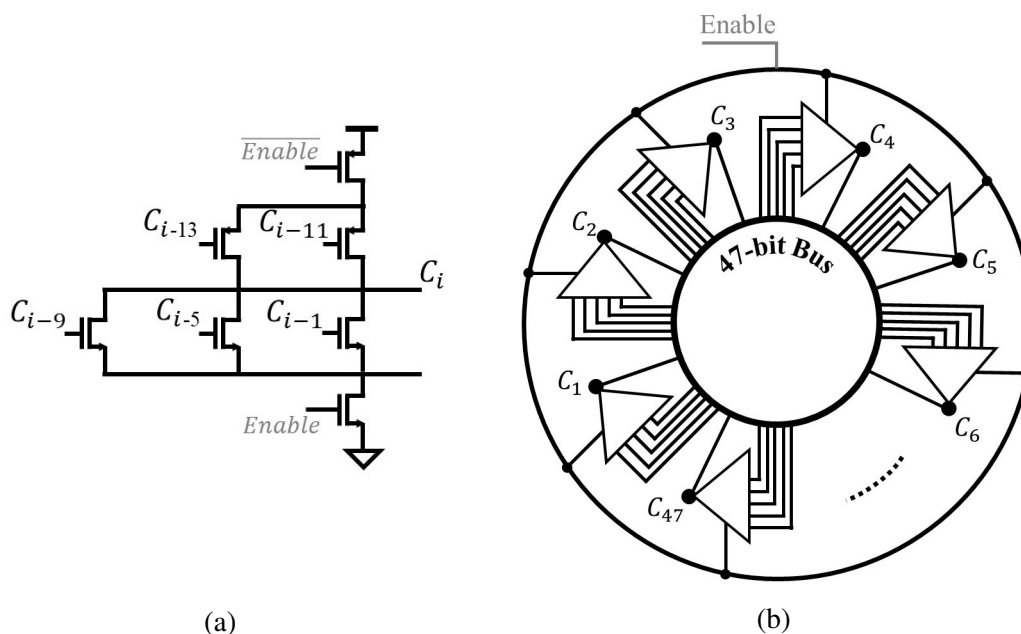 Enable
$\overline{Enable}$
$C_{i-13}$
$C_{i-11}$
$C_i$
$C_{i-9}$
$C_{i-5}$
$C_{i-1}$
Enable
(a)
$C_3$
$C_4$
$C_2$
47-bit Bus
$C_5$
$C_1$
$C_6$
$C_{47}$
(b)